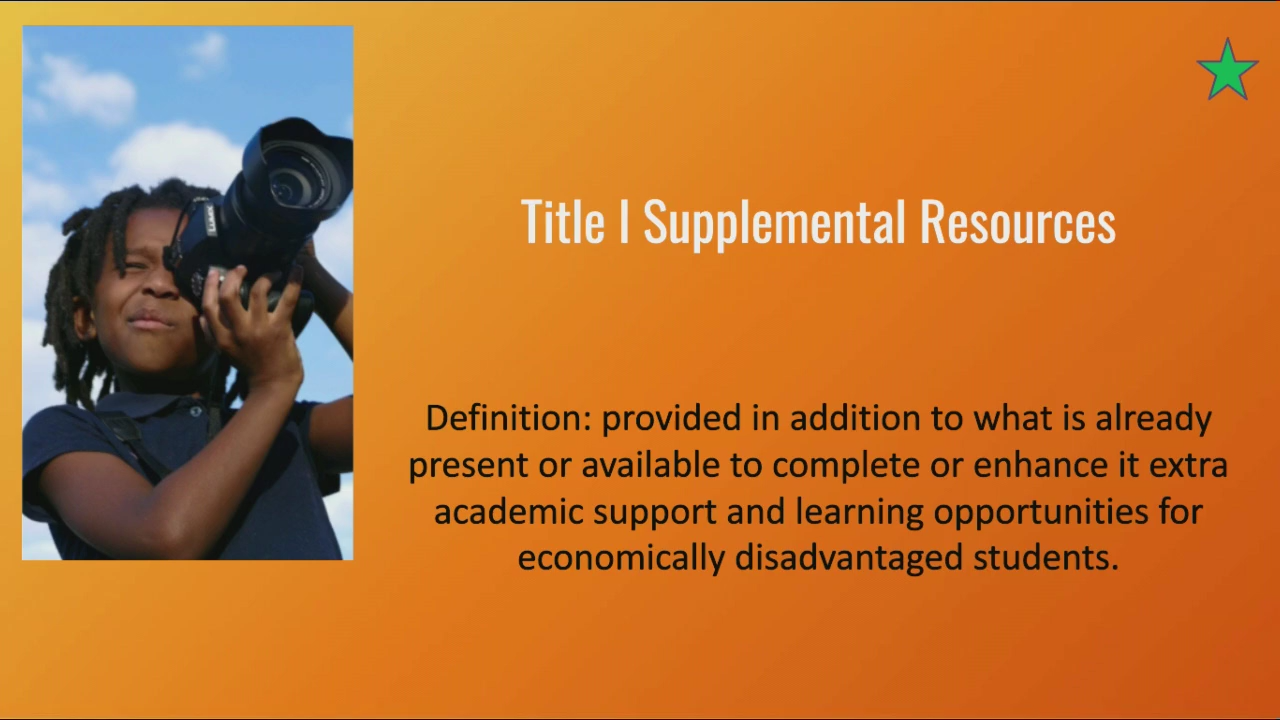 Title I Supplemental Resources
Definition: provided in addition to what is already
present or available to complete or enhance it extra
academic support and learning opportunities for
economically disadvantaged students.